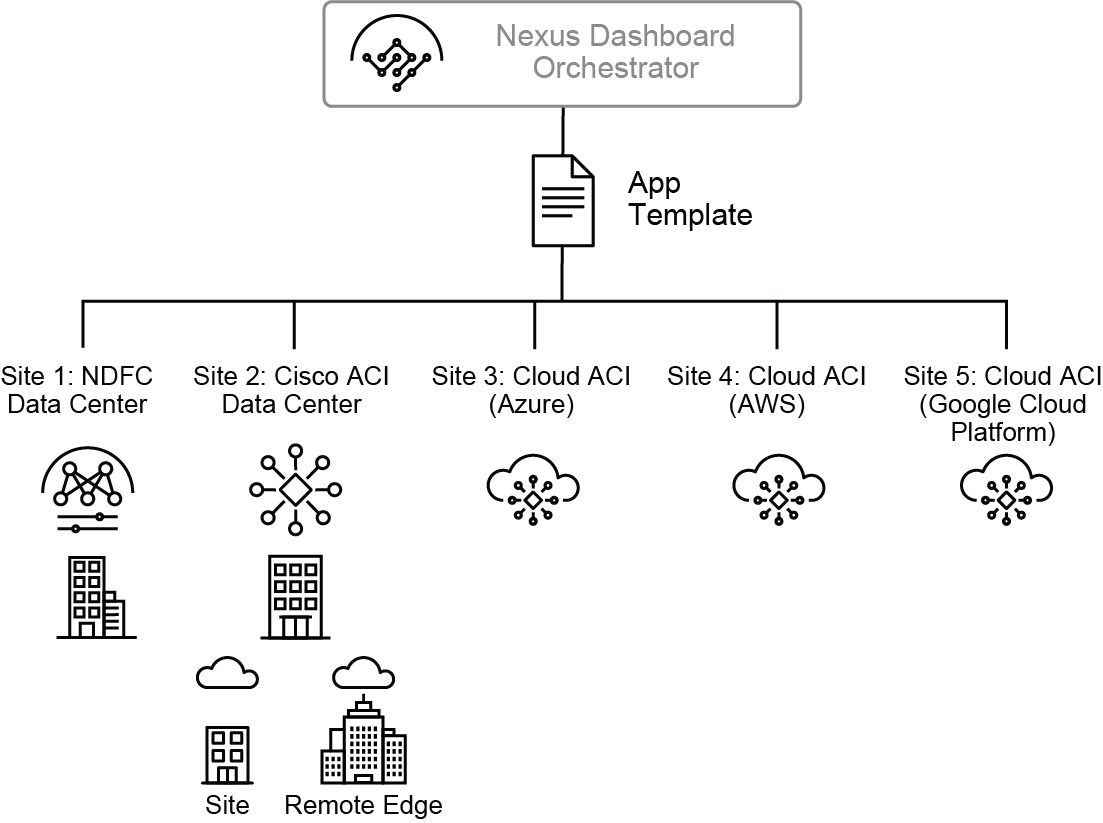 Nexus Dashboard
Orchestrator
App
Template
Site 1: NDFC
Data Center
Site 2: Cisco ACI
Data Center
Site 3: Cloud ACI
(Azure)
Site 4: Cloud ACI
(AWS)
Site 5: Cloud ACI
(Google Cloud
Platform)
Site
Remote Edge